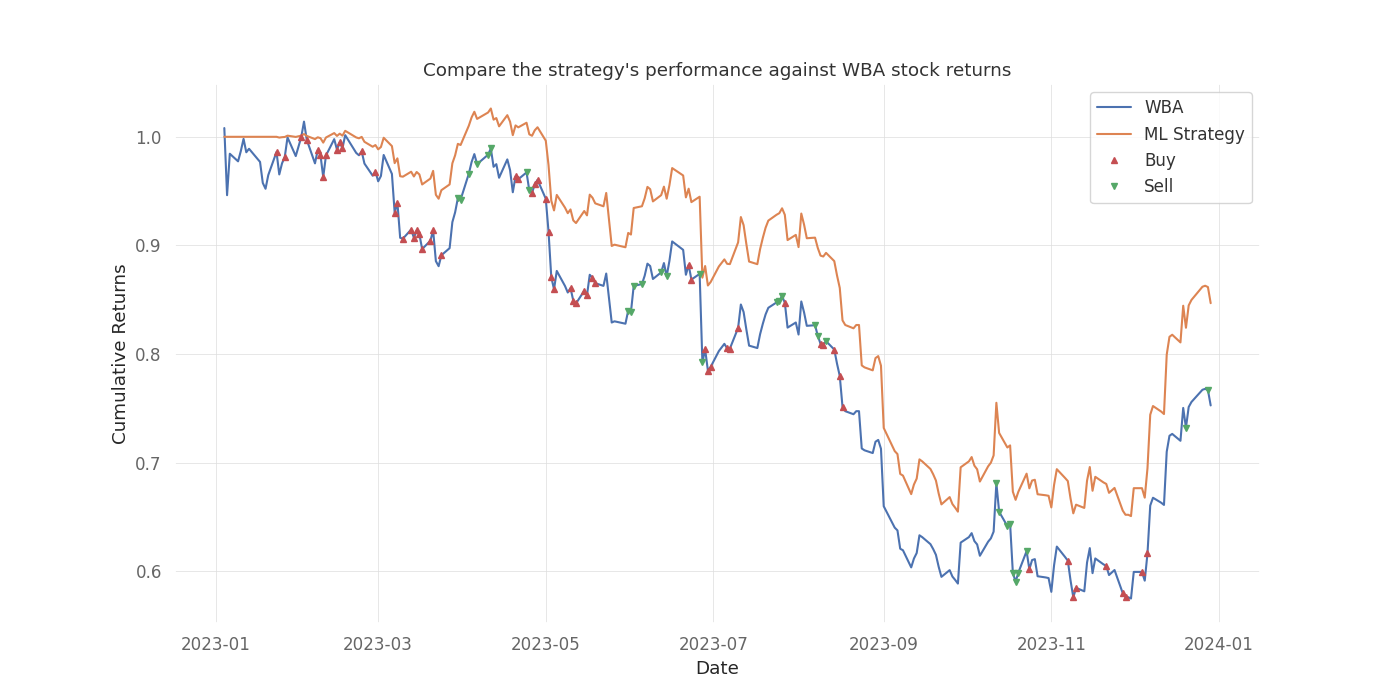 Compare the strategy's performance against WBA stock returns
WBA
ML Strategy
Buy
Sell
Cumulative Returns
1.0
0.9
0.8
0.7
0.6
2023-01
2023-03
2023-05
2023-07
2023-09
2023-11
2024-01
Date